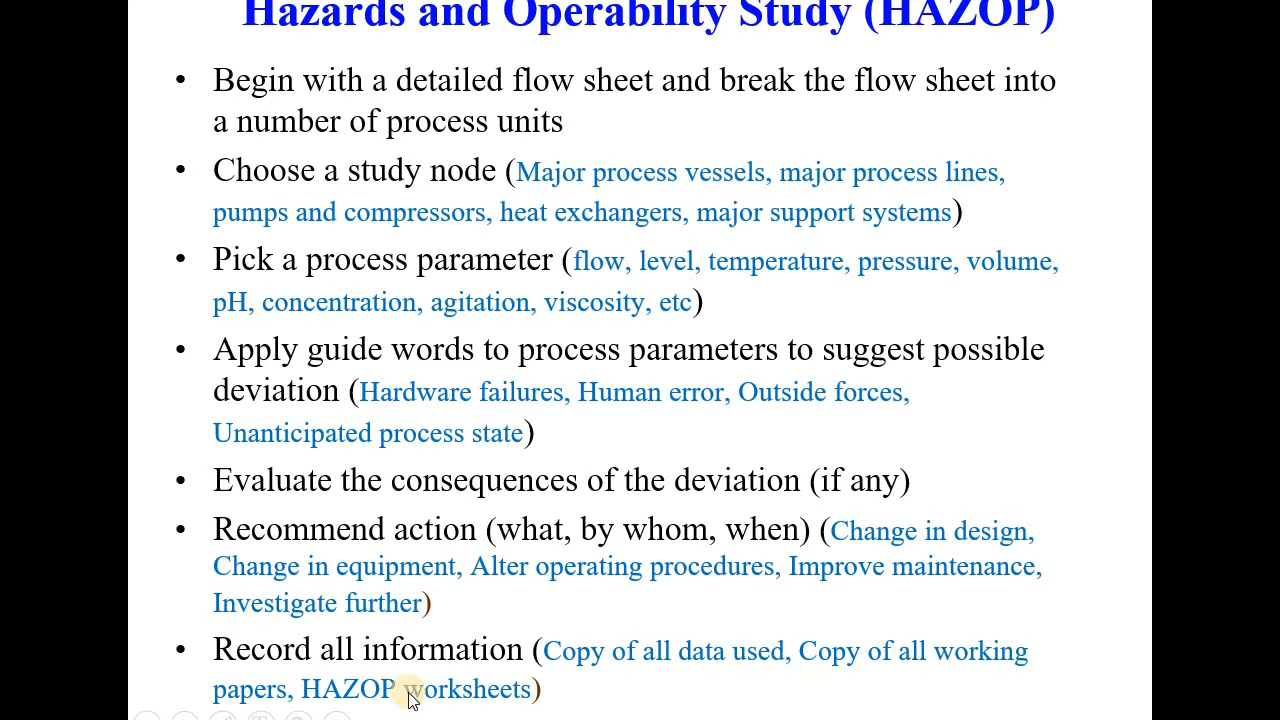 Hazards and Operability Study (HAZOP)
• Begin with a detailed flow sheet and break the flow sheet into
a number of process units
• Choose a study node (Major process vessels, major process lines,
pumps and compressors, heat exchangers, major support systems)
• Pick a process parameter (flow, level, temperature, pressure, volume,
pH, concentration, agitation, viscosity, etc)
• Apply guide words to process parameters to suggest possible
deviation (Hardware failures, Human error, Outside forces,
Unanticipated process state)
• Evaluate the consequences of the deviation (if any)
• Recommend action (what, by whom, when) (Change in design,
Change in equipment, Alter operating procedures, Improve maintenance,
Investigate further)
• Record all information (Copy of all data used, Copy of all working
papers, HAZOP worksheets)